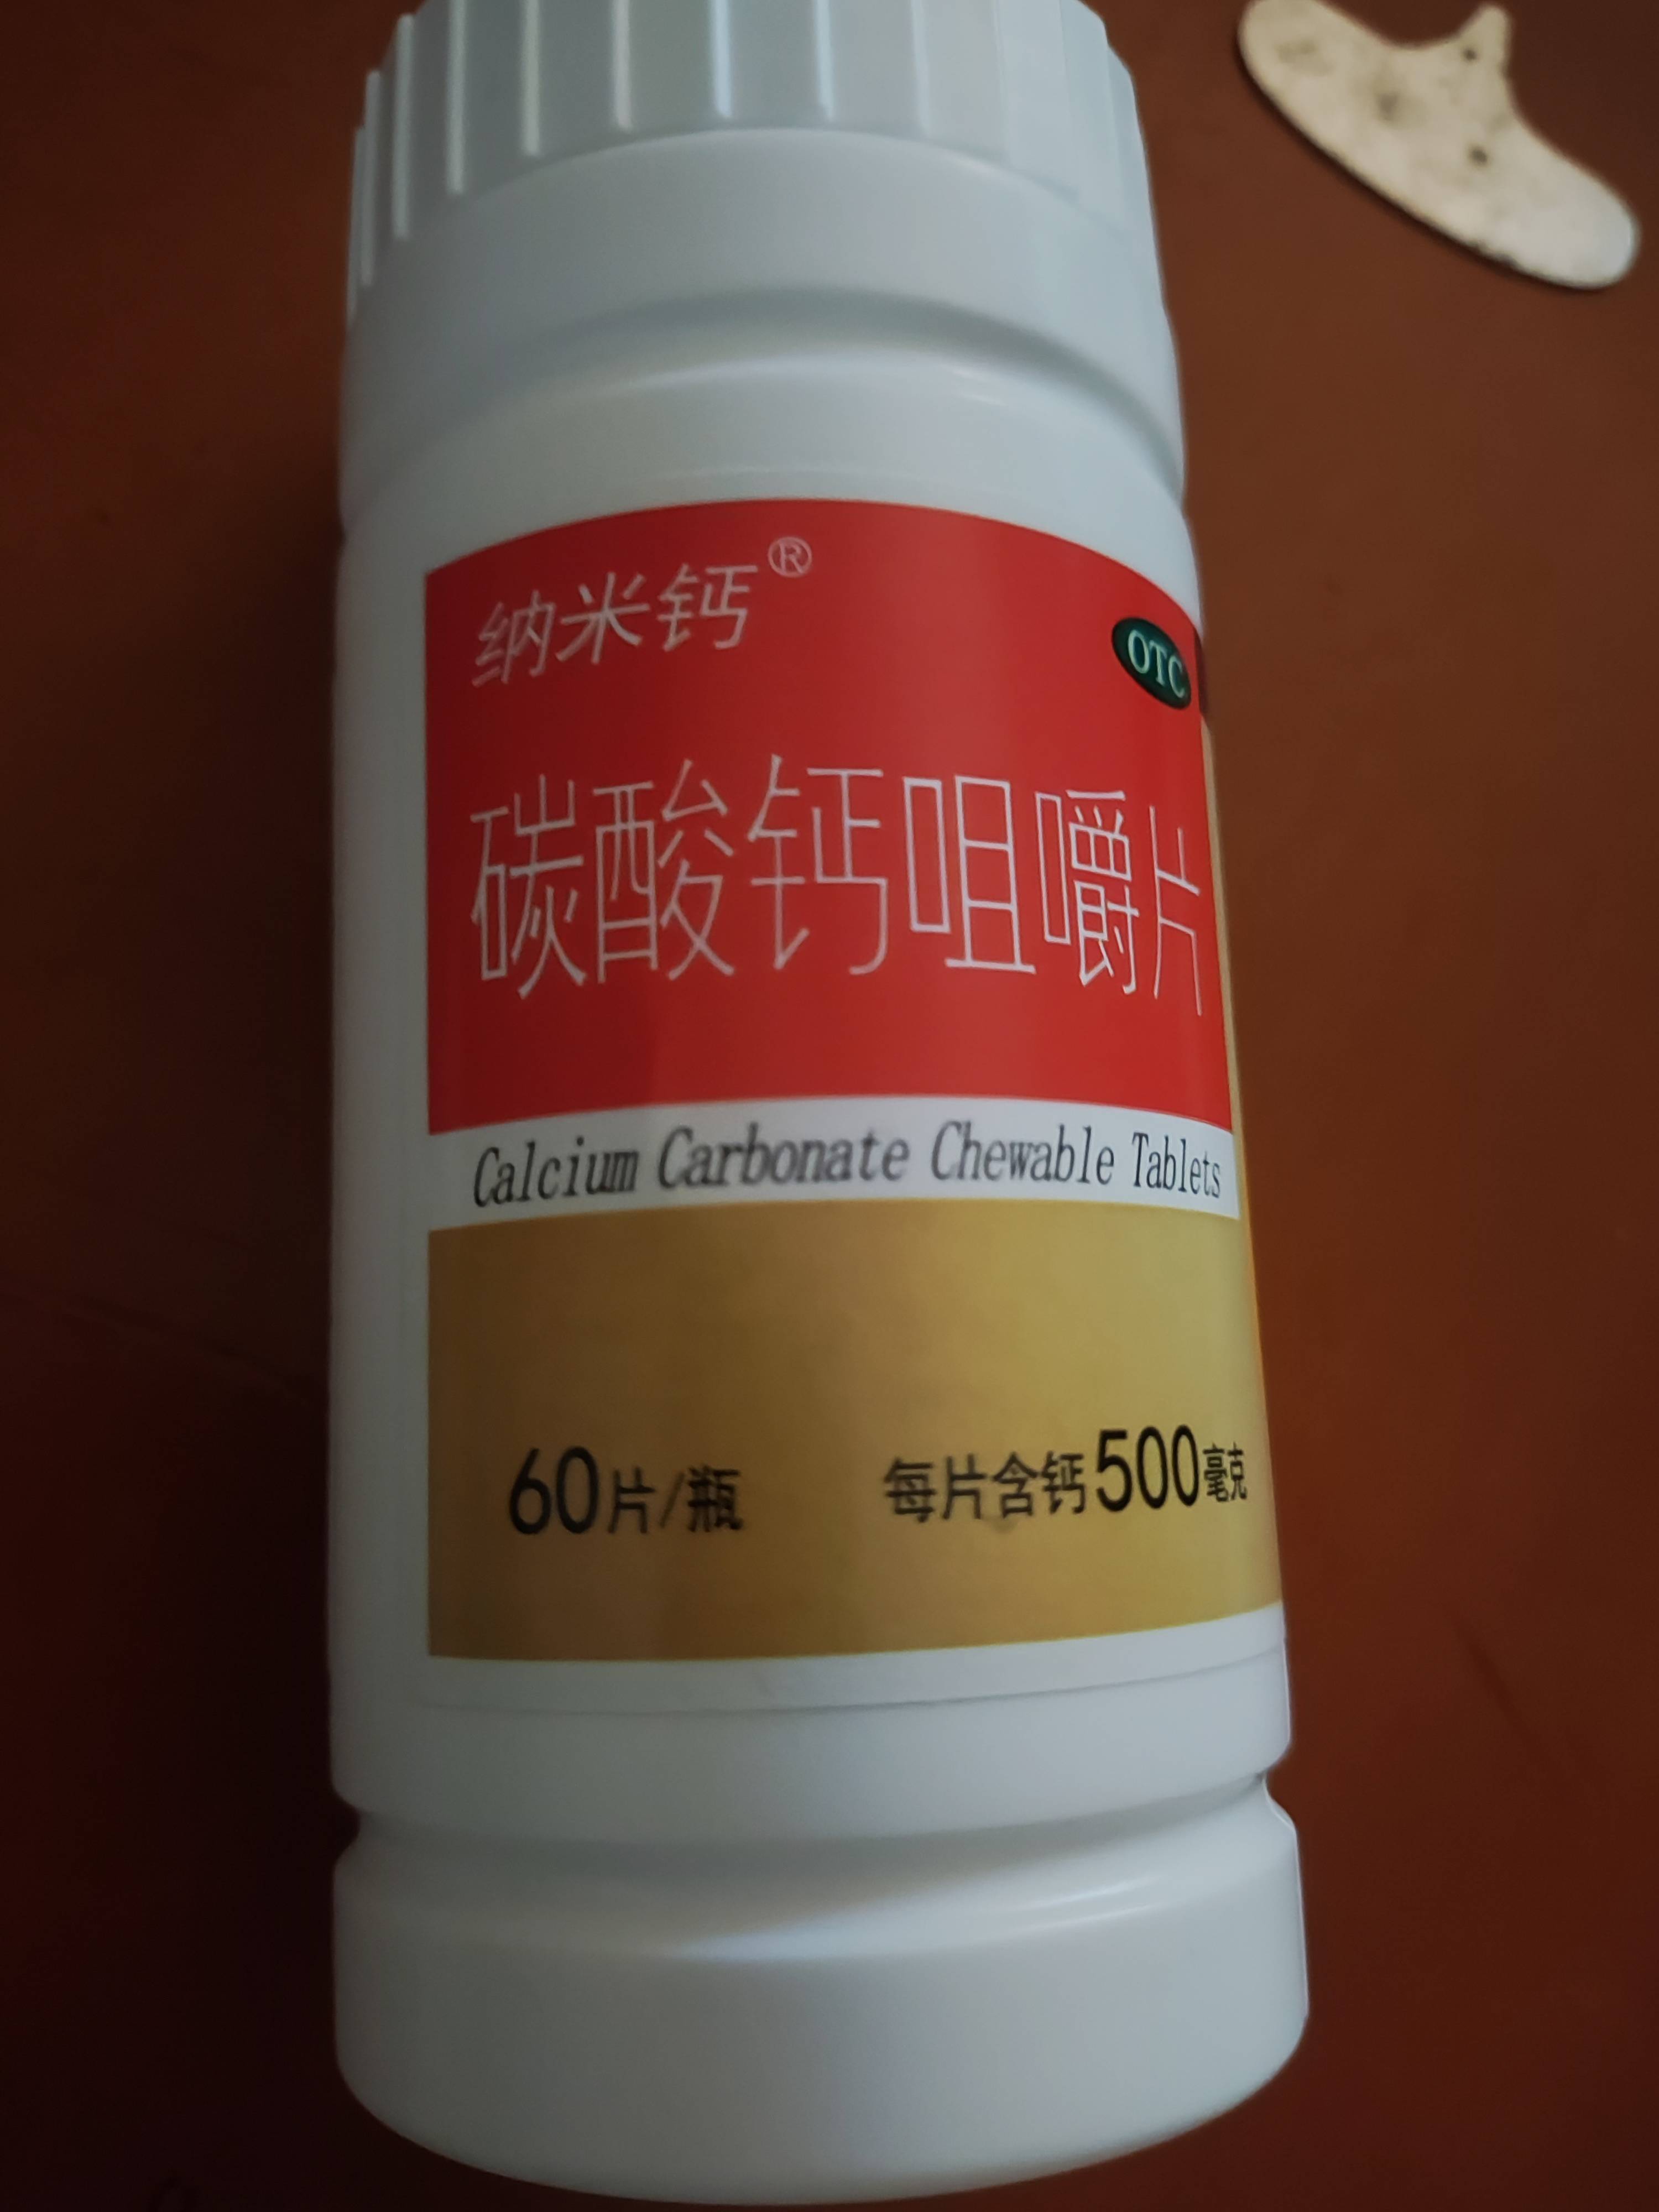 纳米钙®
OTC
碳酸钙咀嚼片
Calcium Carbonate Chewable Tablets
60片/瓶 每片含钙500毫克